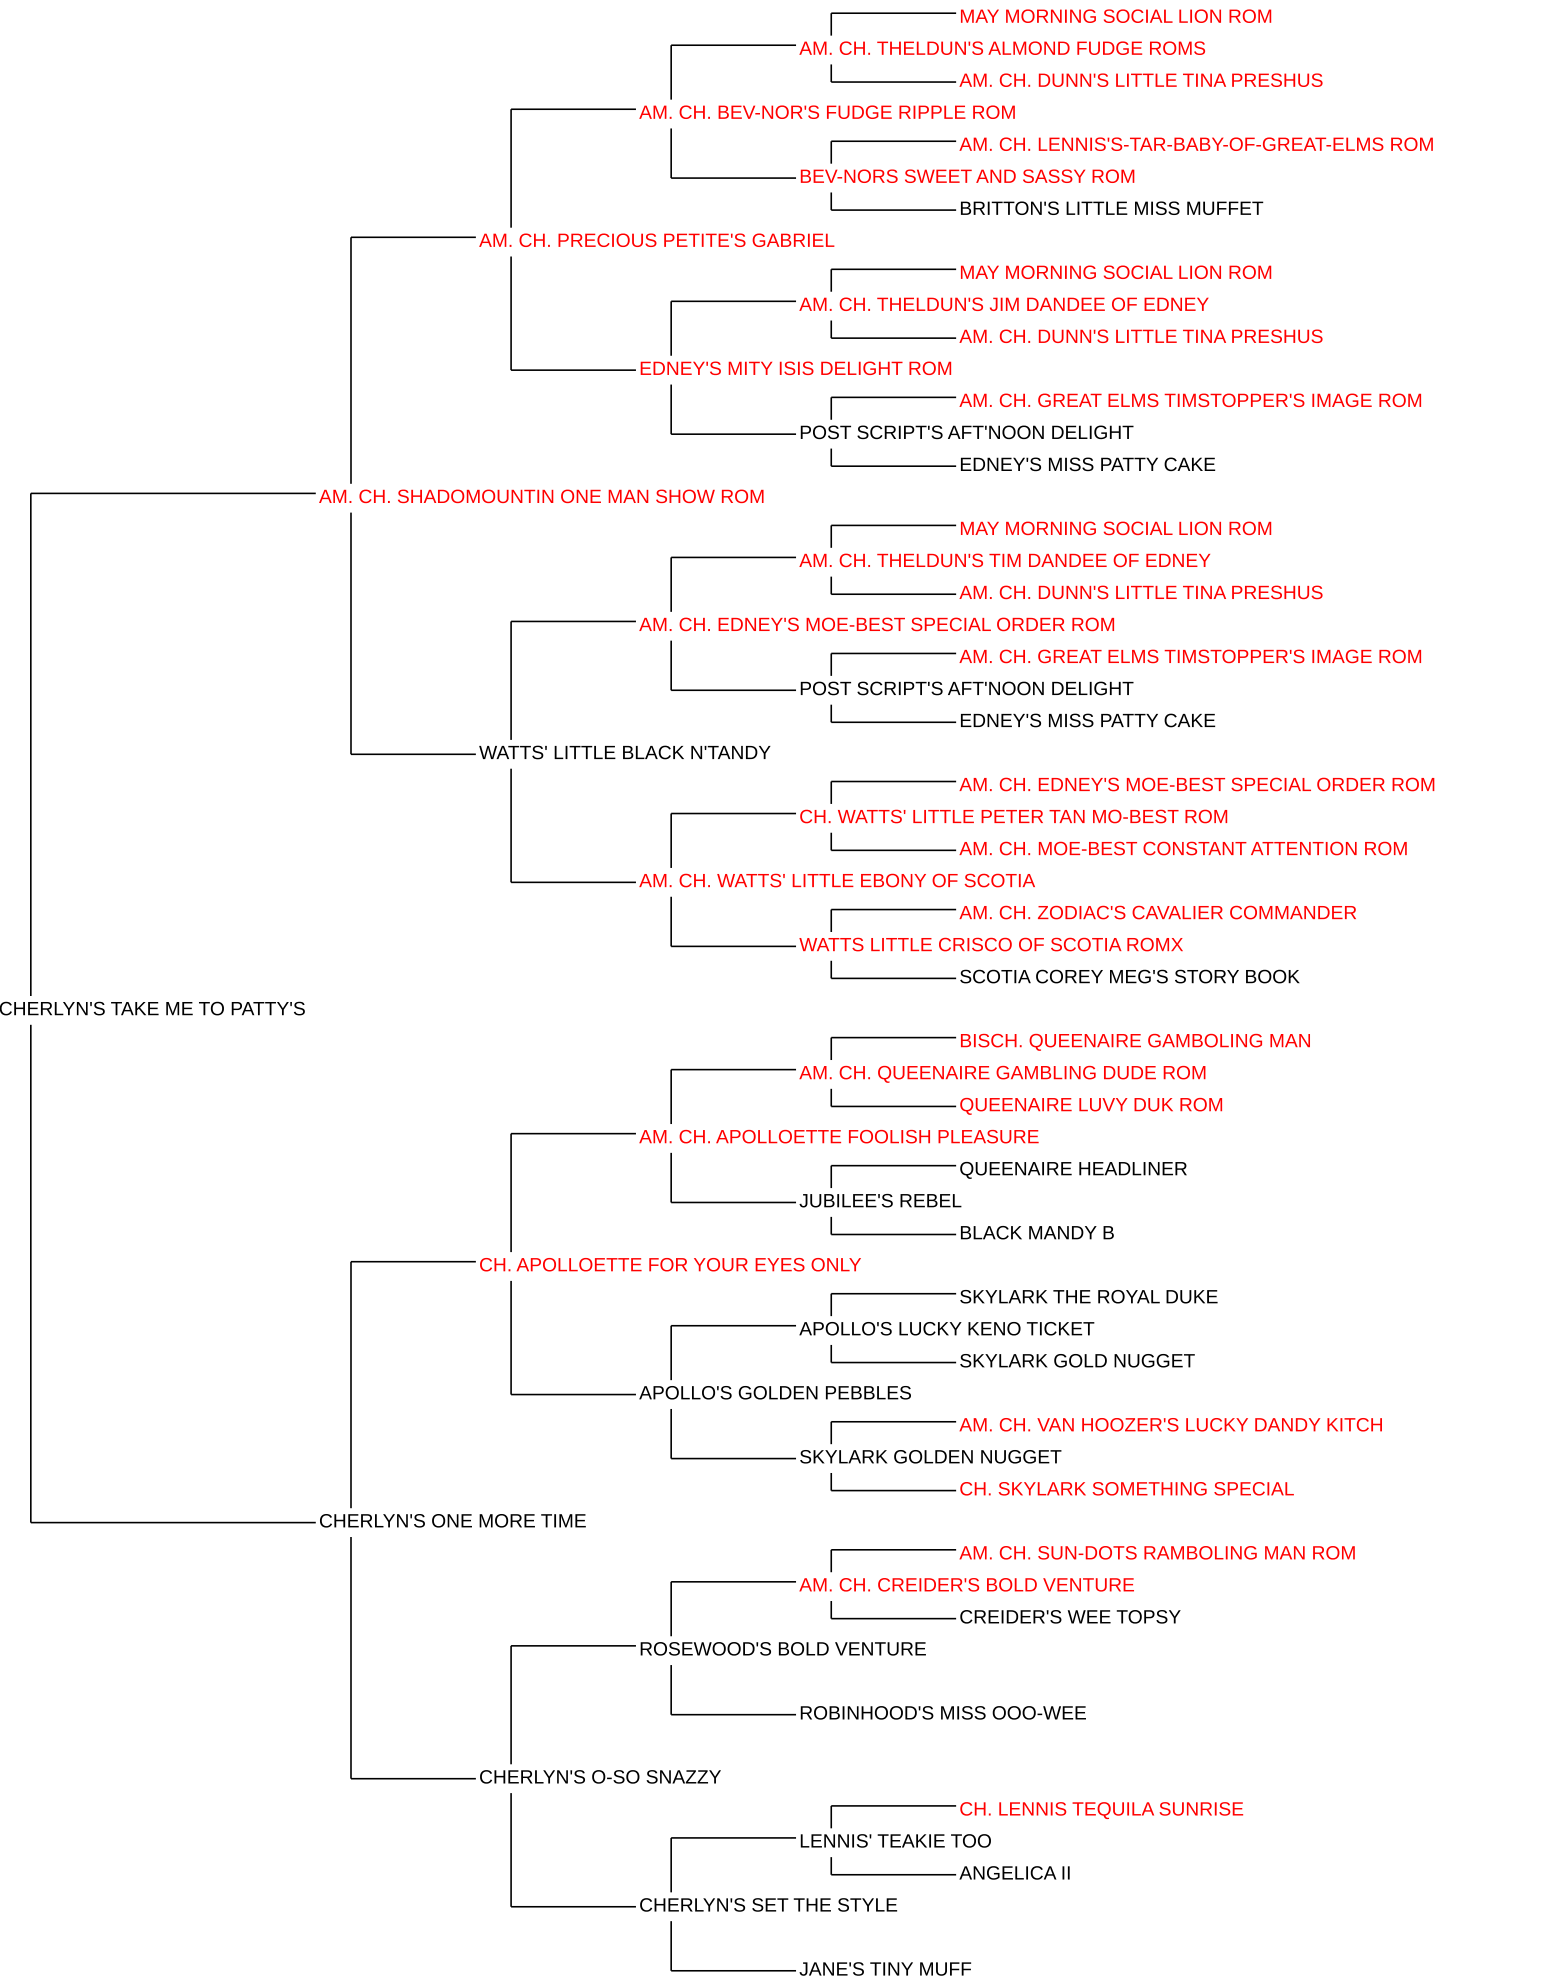 MAY MORNING SOCIAL LION ROM
AM. CH. THELDUN'S ALMOND FUDGE ROMS
AM. CH. DUNN'S LITTLE TINA PRESHUS
AM. CH. BEV-NOR'S FUDGE RIPPLE ROM
AM. CH. LENNIS'S-TAR-BABY-OF-GREAT-ELMS ROM
BEV-NORS SWEET AND SASSY ROM
BRITTON'S LITTLE MISS MUFFET
AM. CH. PRECIOUS PETITE'S GABRIEL
MAY MORNING SOCIAL LION ROM
AM. CH. THELDUN'S JIM DANDEE OF EDNEY
AM. CH. DUNN'S LITTLE TINA PRESHUS
EDNEY'S MITY ISIS DELIGHT ROM
AM. CH. GREAT ELMS TIMSTOPPER'S IMAGE ROM
POST SCRIPT'S AFT'NOON DELIGHT
EDNEY'S MISS PATTY CAKE
AM. CH. SHADOMOUNTIN ONE MAN SHOW ROM
MAY MORNING SOCIAL LION ROM
AM. CH. THELDUN'S TIM DANDEE OF EDNEY
AM. CH. DUNN'S LITTLE TINA PRESHUS
AM. CH. EDNEY'S MOE-BEST SPECIAL ORDER ROM
AM. CH. GREAT ELMS TIMSTOPPER'S IMAGE ROM
POST SCRIPT'S AFT'NOON DELIGHT
EDNEY'S MISS PATTY CAKE
WATTS' LITTLE BLACK N'TANDY
AM. CH. EDNEY'S MOE-BEST SPECIAL ORDER ROM
CH. WATTS' LITTLE PETER TAN MO-BEST ROM
AM. CH. MOE-BEST CONSTANT ATTENTION ROM
AM. CH. WATTS' LITTLE EBONY OF SCOTIA
AM. CH. ZODIAC'S CAVALIER COMMANDER
WATTS LITTLE CRISCO OF SCOTIA ROMX
SCOTIA COREY MEG'S STORY BOOK
CHERLYN'S TAKE ME TO PATTY'S
BISCH. QUEENAIRE GAMBOLING MAN
AM. CH. QUEENAIRE GAMBLING DUDE ROM
QUEENAIRE LUVY DUK ROM
AM. CH. APOLLOETTE FOOLISH PLEASURE
QUEENAIRE HEADLINER
JUBILEE'S REBEL
BLACK MANDY B
CH. APOLLOETTE FOR YOUR EYES ONLY
SKYLARK THE ROYAL DUKE
APOLLO'S LUCKY KENO TICKET
SKYLARK GOLD NUGGET
APOLLO'S GOLDEN PEBBLES
AM. CH. VAN HOOZER'S LUCKY DANDY KITCH
SKYLARK GOLDEN NUGGET
CH. SKYLARK SOMETHING SPECIAL
CHERLYN'S ONE MORE TIME
AM. CH. SUN-DOTS RAMBOLING MAN ROM
AM. CH. CREIDER'S BOLD VENTURE
CREIDER'S WEE TOPSY
ROSEWOOD'S BOLD VENTURE
ROBINHOOD'S MISS OOO-WEE
CHERLYN'S O-SO SNAZZY
CH. LENNIS TEQUILA SUNRISE
LENNIS' TEAKIE TOO
ANGELICA II
CHERLYN'S SET THE STYLE
JANE'S TINY MUFF